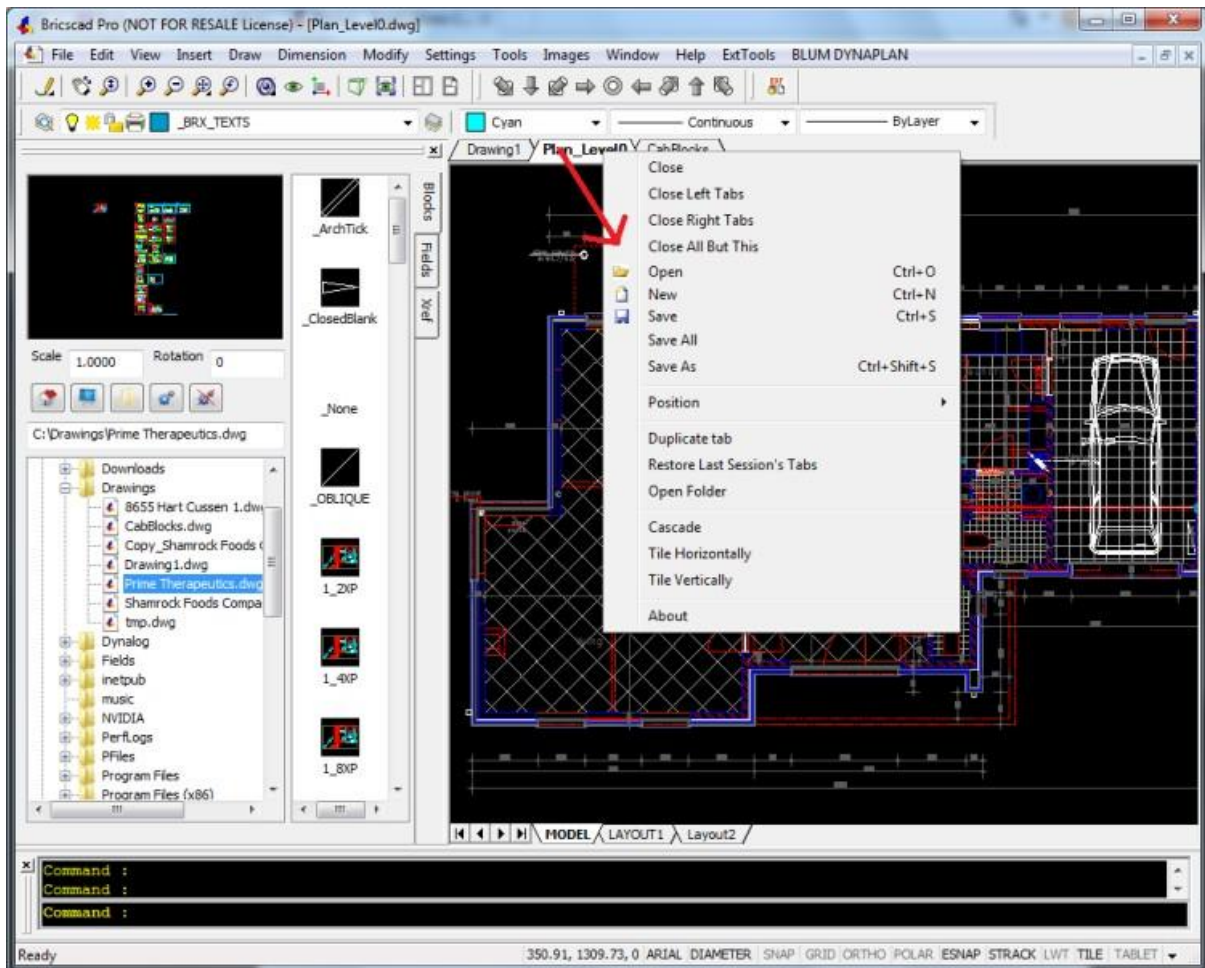 Bricscad Pro (NOT FOR RESALE License) - [Plan_Level0.dwg]
File Edit View Insert Draw Dimension Modify Settings Tools Images Window Help ExtTools BLUM DYNAPLAN
_BRX_TEXTS Cyan Continuous ByLayer
Drawing1 Plan_Level0 CabBlocks
Blocks
Fields
Xref
_ArchTick
_ClosedBlank
_None
_OBLIQUE
1_2XP
1_4XP
1_8XP
Scale 1.0000 Rotation 0
C:\Drawings\Prime Therapeutics.dwg
Downloads
Drawings
8655 Hart Cussen 1.dw
CabBlocks.dwg
Copy_Shamrock Foods
Drawing1.dwg
Prime Therapeutics.dwg
Shamrock Foods Compa
tmp.dwg
Dynalog
Fields
inetpub
music
NVIDIA
PerfLogs
PFiles
Program Files
Program Files (x86)
Close
Close Left Tabs
Close Right Tabs
Close All But This
Open Ctrl+O
New Ctrl+N
Save Ctrl+S
Save All
Save As Ctrl+Shift+S
Position
Duplicate tab
Restore Last Session's Tabs
Open Folder
Cascade
Tile Horizontally
Tile Vertically
About
MODEL LAYOUT1 Layout2
Command :
Command :
Command :
Ready 350.91, 1309.73, 0 ARIAL DIAMETER SNAP GRID ORTHO POLAR ESNAP STRACK LWT TILE TABLET